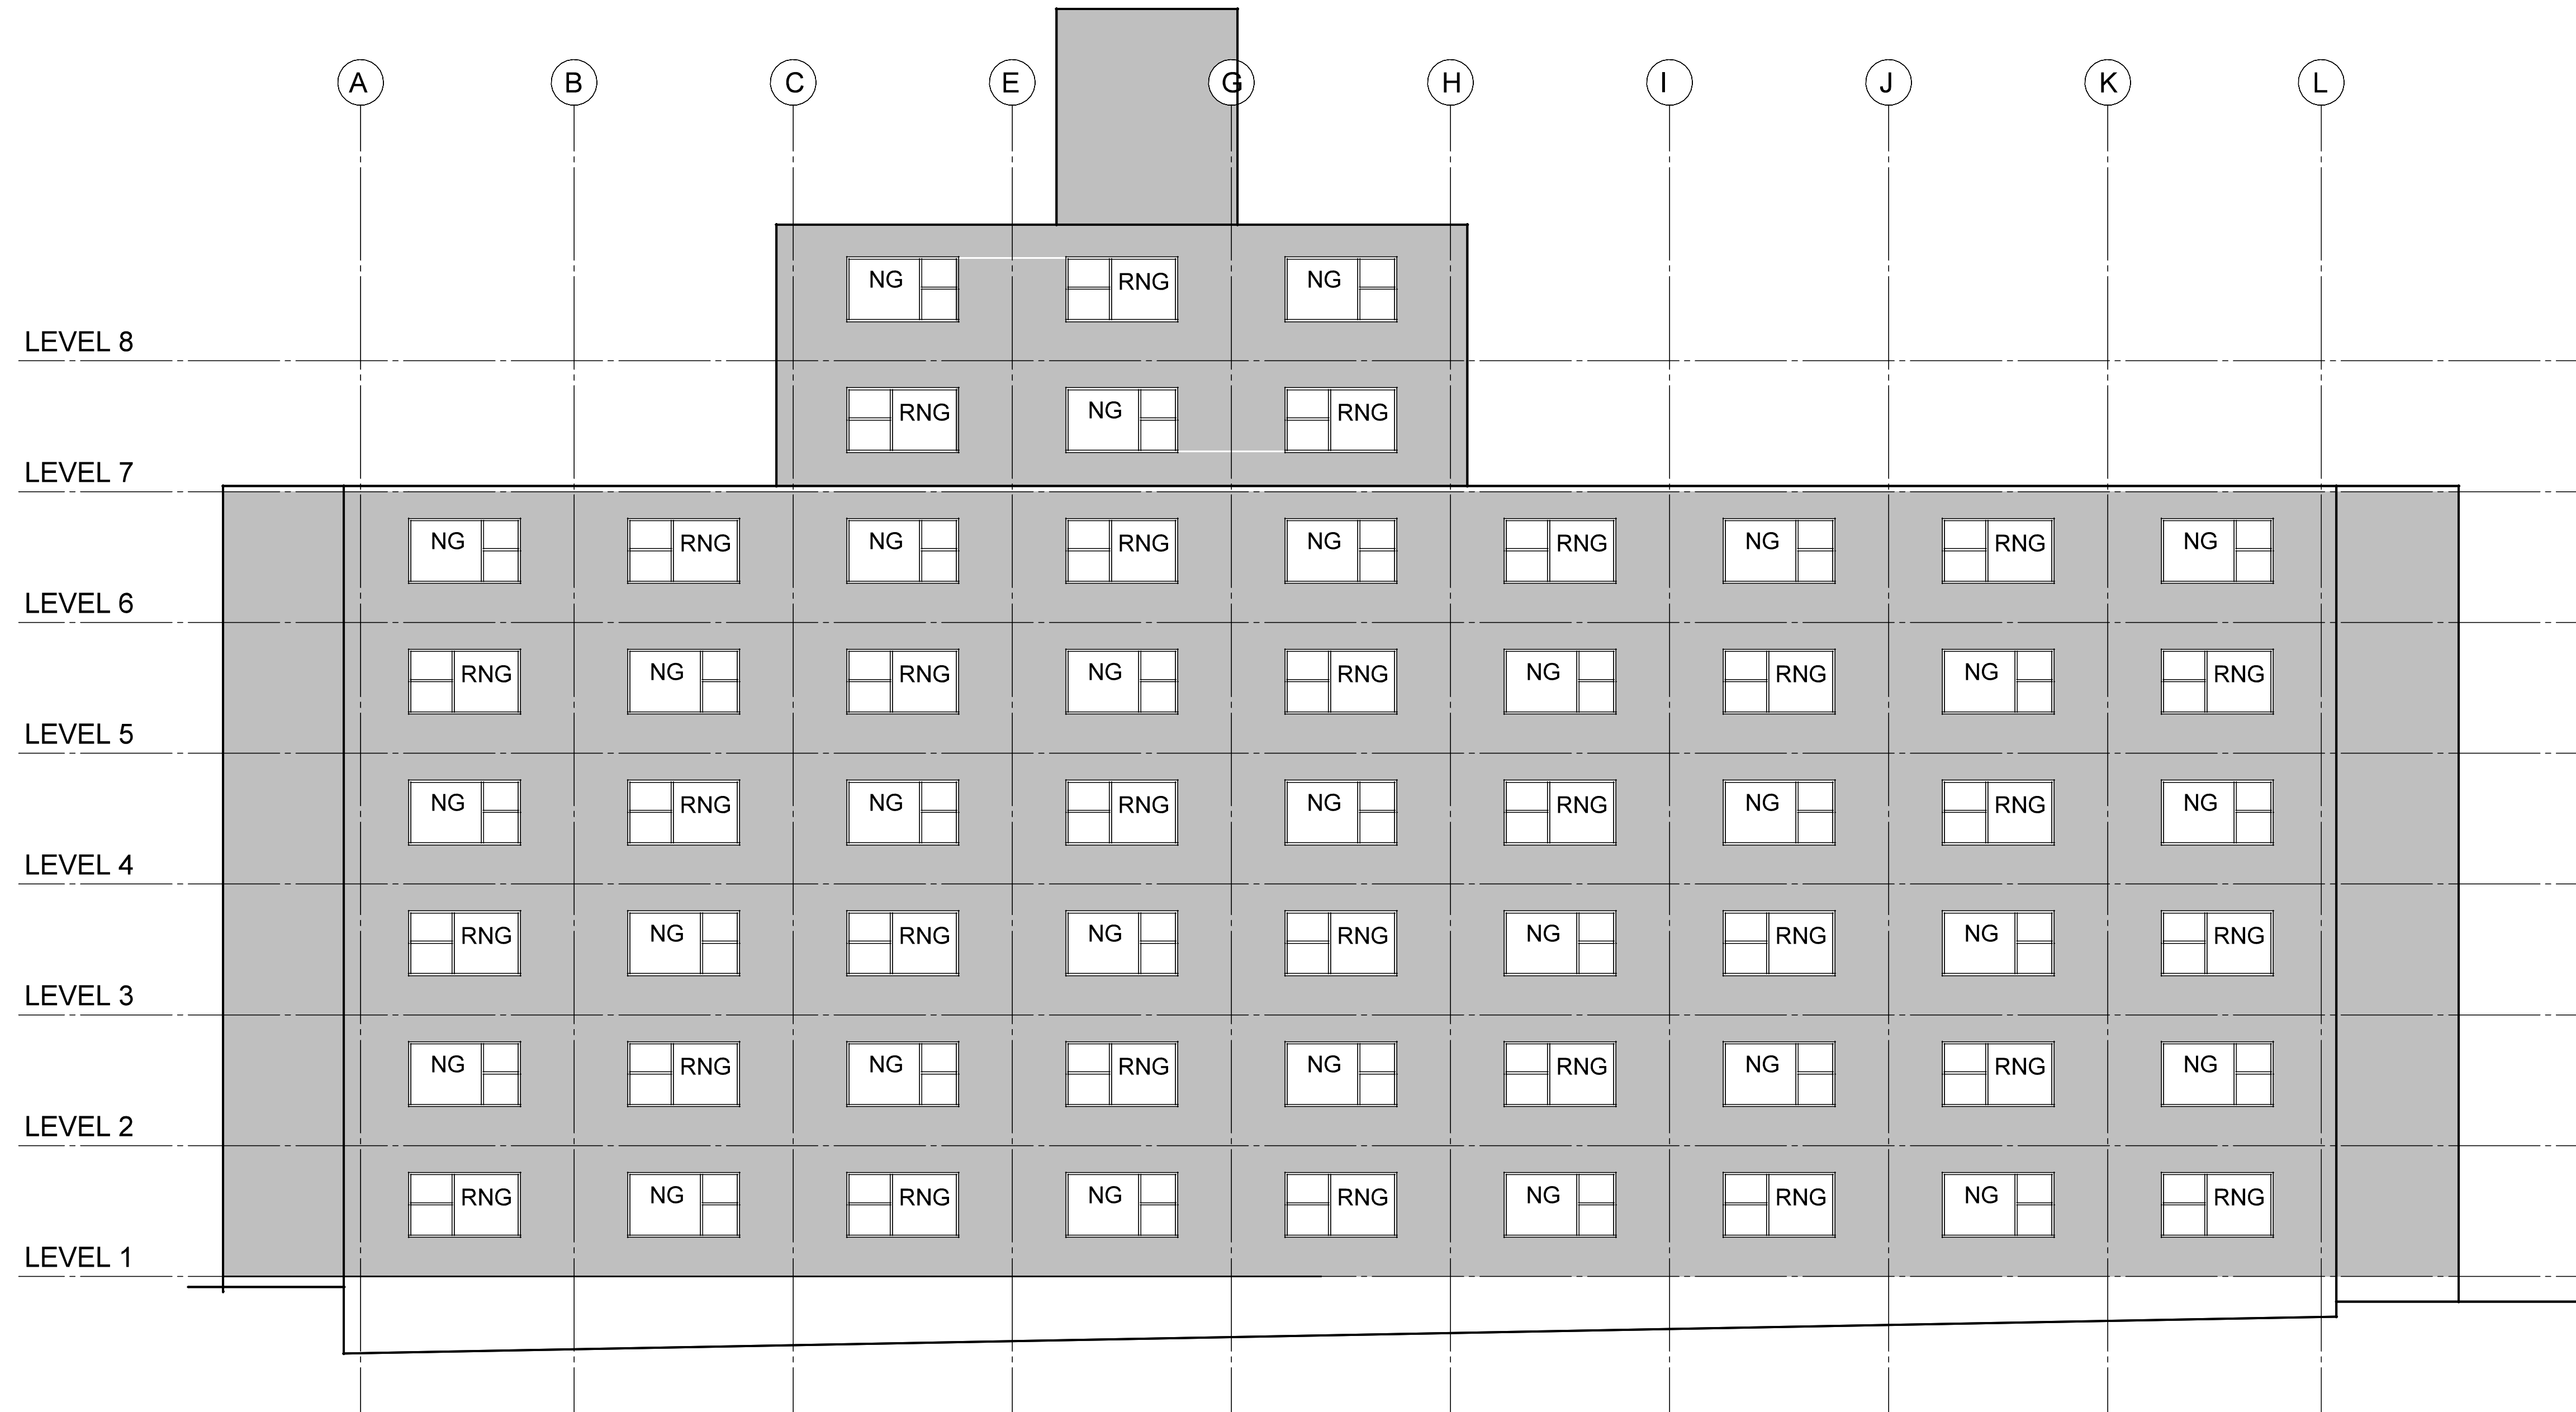 A B C E G H I J K L
NG RNG NG
LEVEL 8
RNG NG RNG
LEVEL 7
NG RNG NG RNG NG RNG NG RNG NG
LEVEL 6
RNG NG RNG NG RNG NG RNG NG RNG
LEVEL 5
NG RNG NG RNG NG RNG NG RNG NG
LEVEL 4
RNG NG RNG NG RNG NG RNG NG RNG
LEVEL 3
NG RNG NG RNG NG RNG NG RNG NG
LEVEL 2
RNG NG RNG NG RNG NG RNG NG RNG
LEVEL 1